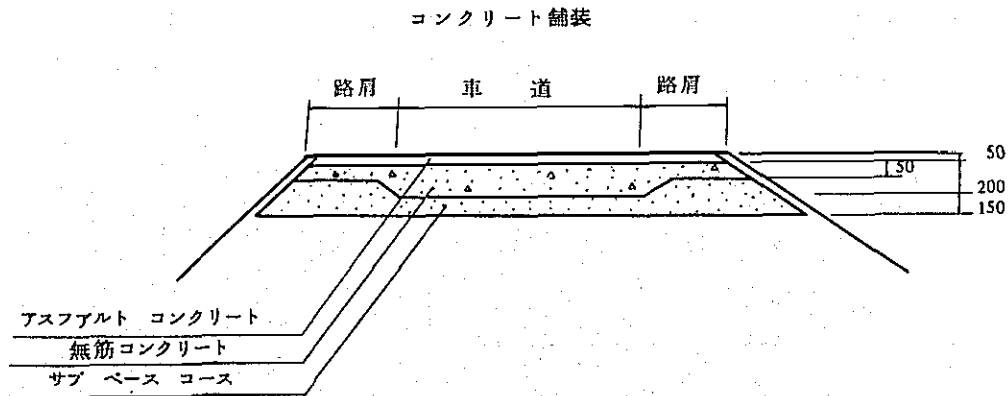 コンクリート舗装
路肩 車道 路肩
50
50
200
150
アスファルト コンクリート
無筋コンクリート
サブ ベース コース